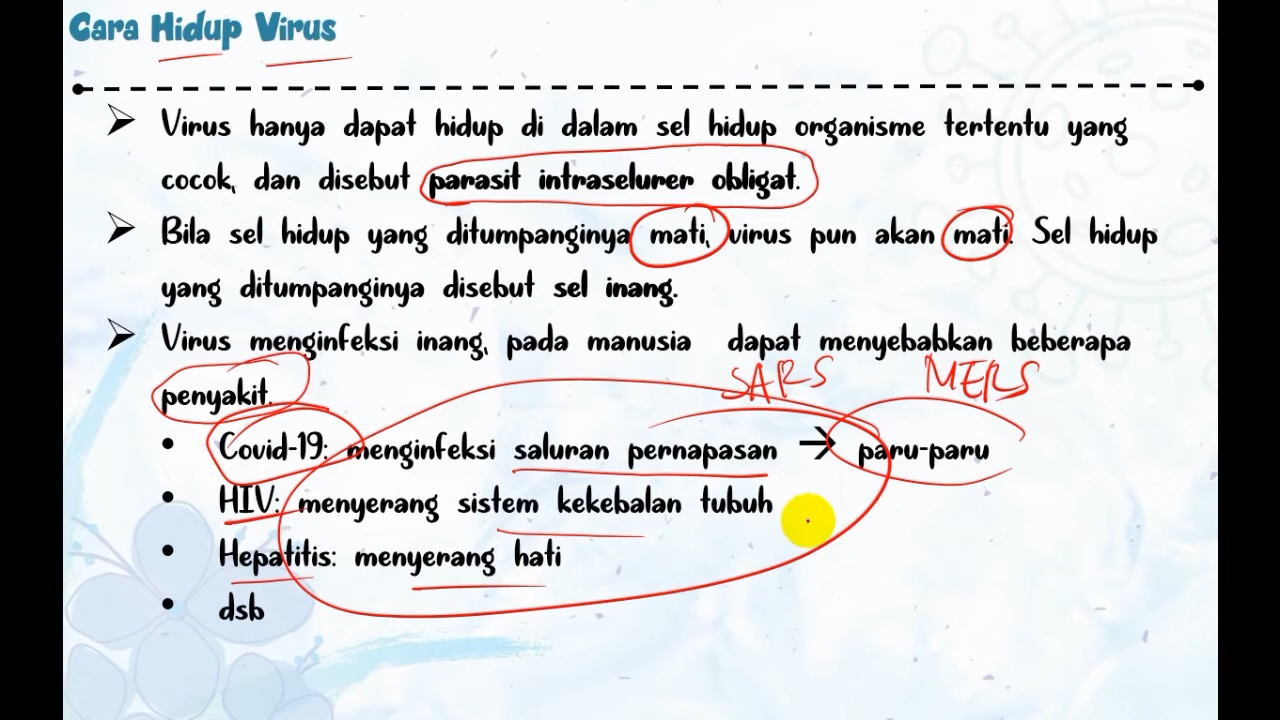 Cara Hidup Virus
Virus hanya dapat hidup di dalam sel hidup organisme tertentu yang
cocok, dan disebut parasit intraselurer obligat.
Bila sel hidup yang ditumpanginya mati, virus pun akan mati. Sel hidup
yang ditumpanginya disebut sel inang.
Virus menginfeksi inang, pada manusia dapat menyebabkan beberapa
penyakit.
SARS MERS
• Covid-19: menginfeksi saluran pernapasan → paru-paru
• HIV: menyerang sistem kekebalan tubuh
• Hepatitis: menyerang hati
• dsb